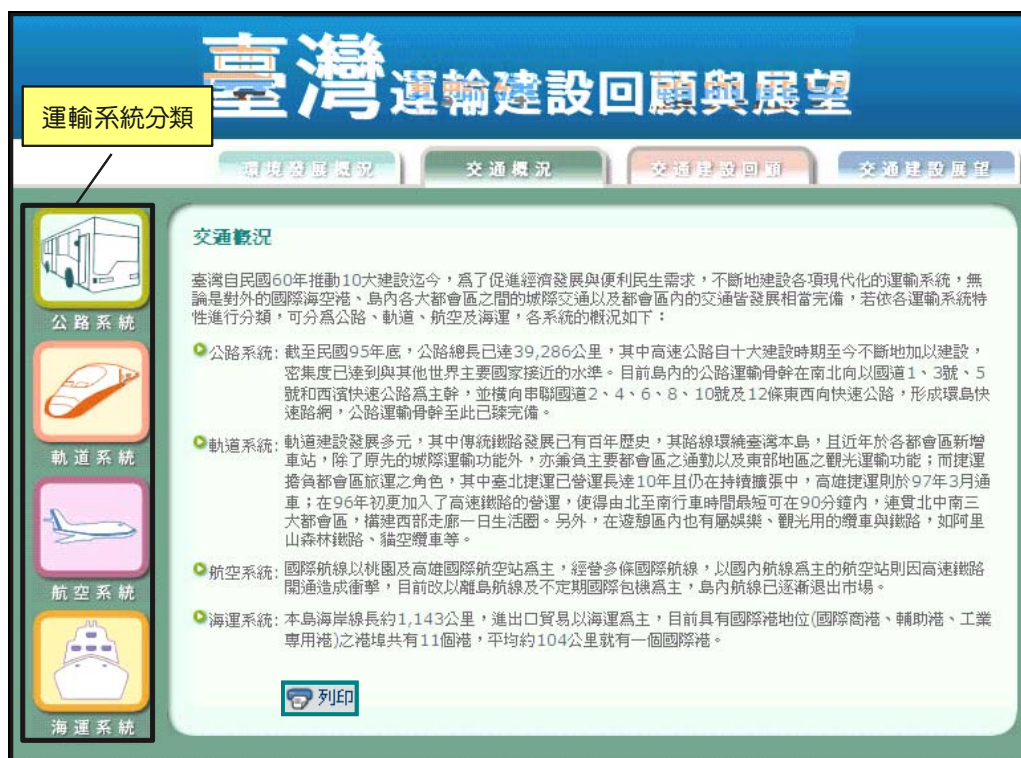 臺灣運輸建設回顧與展望
運輸系統分類
環境發展概況
交通概況
交通建設回顧
交通建設展望
公路系統
軌道系統
航空系統
海運系統
交通概況
臺灣自民國60年推動10大建設迄今，為了促進經濟發展與便利民生需求，不斷地建設各項現代化的運輸系統，無
論是對外的國際海空港、島內各大都會區之間的城際交通以及都會區內的交通皆發展相當完備，若依各運輸系統特
性進行分類，可分為公路、軌道、航空及海運，各系統的概況如下：
公路系統: 截至民國95年底，公路總長已達39,286公里，其中高速公路自十大建設時期至今不斷地加以建設，
密集度已達到與其他世界主要國家接近的水準。目前島內的公路運輸骨幹在南北向以國道1、3號、5
號和西濱快速公路為主幹，並橫向串聯國道2、4、6、8、10號及12條東西向快速公路，形成環島快
速路網，公路運輸骨幹至此已臻完備。
軌道系統: 軌道建設發展多元，其中傳統鐵路發展已有百年歷史，其路線環繞臺灣本島，且近年於各都會區新增
車站，除了原先的城際運輸功能外，亦兼負主要都會區之通勤以及東部地區之觀光運輸功能；而捷運
擔負都會區旅運之角色，其中臺北捷運已營運長達10年且仍在持續擴張中，高雄捷運則於97年3月通
車；在96年初更加入了高速鐵路的營運，使得由北至南行車時間最短可在90分鐘內，連貫北中南三
大都會區，構建西部走廊一日生活圈。另外，在遊憩區內也有屬娛樂、觀光用的纜車與鐵路，如阿里
山森林鐵路、貓空纜車等。
航空系統: 國際航線以桃園及高雄國際航空站為主，經營多條國際航線，以國內航線為主的航空站則因高速鐵路
開通造成衝擊，目前改以離島航線及不定期國際包機為主，島內航線已逐漸退出市場。
海運系統: 本島海岸線長約1,143公里，進出口貿易以海運為主，目前具有國際港地位(國際商港、輔助港、工業
專用港)之港埠共有11個港，平均約104公里就有一個國際港。
列印